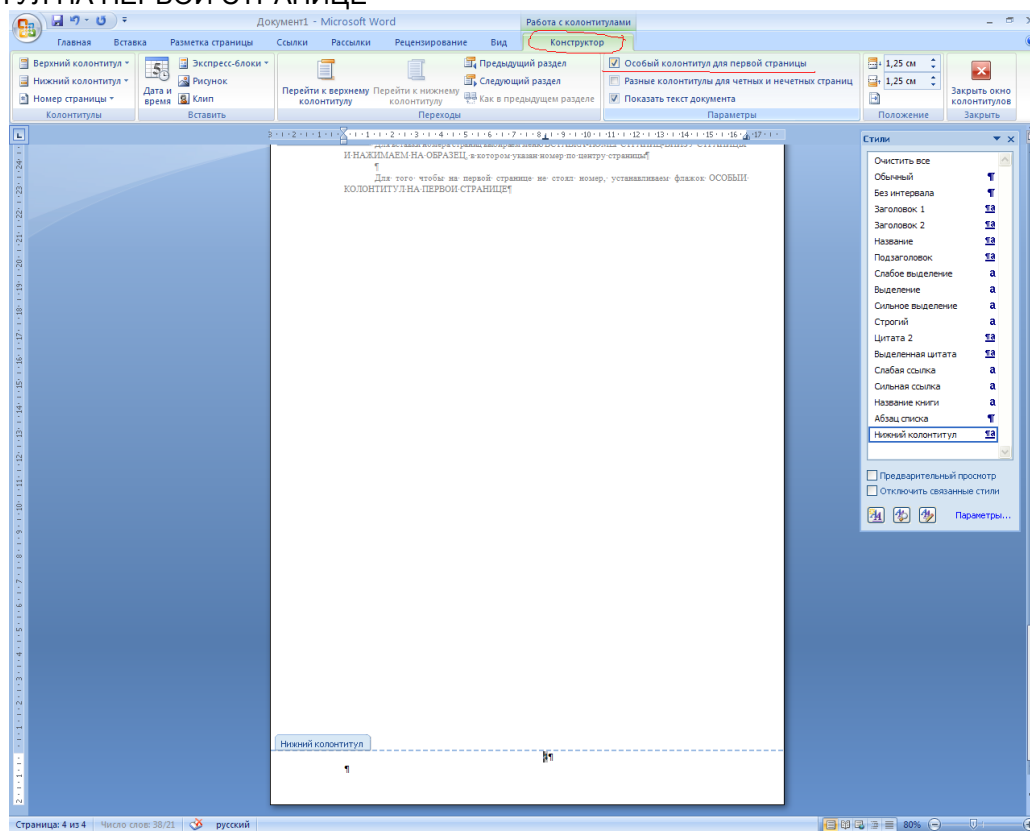 ТУЛ НА ПЕРВОЙ СТРАНИЦЕ
Документ1 - Microsoft Word
Работа с колонтитулами
Главная Вставка Разметка страницы Ссылки Рассылки Рецензирование Вид Конструктор
Верхний колонтитул
Нижний колонтитул
Номер страницы
Колонтитулы
5
Дата и время
Экспресс-блоки
Рисунок
Клип
Вставить
Перейти к верхнему колонтитулу
Перейти к нижнему колонтитулу
Предыдущий раздел
Следующий раздел
Как в предыдущем разделе
Переходы
Особый колонтитул для первой страницы
Разные колонтитулы для четных и нечетных страниц
Показать текст документа
Параметры
1,25 см
1,25 см
Положение
Закрыть окно колонтитулов
Закрыть
И·НАЖИМАЕМ·НА·ОБРАЗЕЦ,·в·котором·указан·номер·по·центру·страницы¶
¶
Для· того· чтобы· на· первой· странице· не· стоял· номер,· устанавливаем· флажок· ОСОБЫЙ·
КОЛОНТИТУЛ·НА·ПЕРВОЙ·СТРАНИЦЕ¶
Стили
Очистить все
Обычный ¶
Без интервала ¶
Заголовок 1 ¶a
Заголовок 2 ¶a
Название ¶a
Подзаголовок ¶a
Слабое выделение a
Выделение a
Сильное выделение a
Строгий a
Цитата 2 ¶a
Выделенная цитата ¶a
Слабая ссылка a
Сильная ссылка a
Название книги a
Абзац списка ¶
Нижний колонтитул ¶a
Предварительный просмотр
Отключить связанные стили
Параметры...
Нижний колонтитул
¶
¶
Страница: 4 из 4 Число слов: 38/21 русский 80%